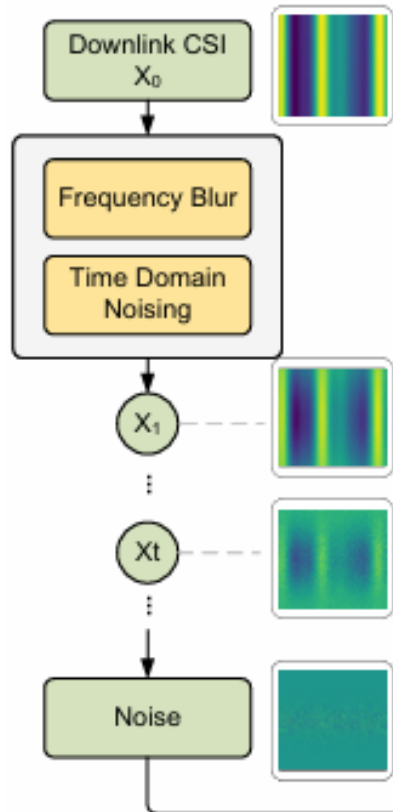 Downlink CSI
X₀
Frequency Blur
Time Domain
Noising
X₁
Xt
Noise